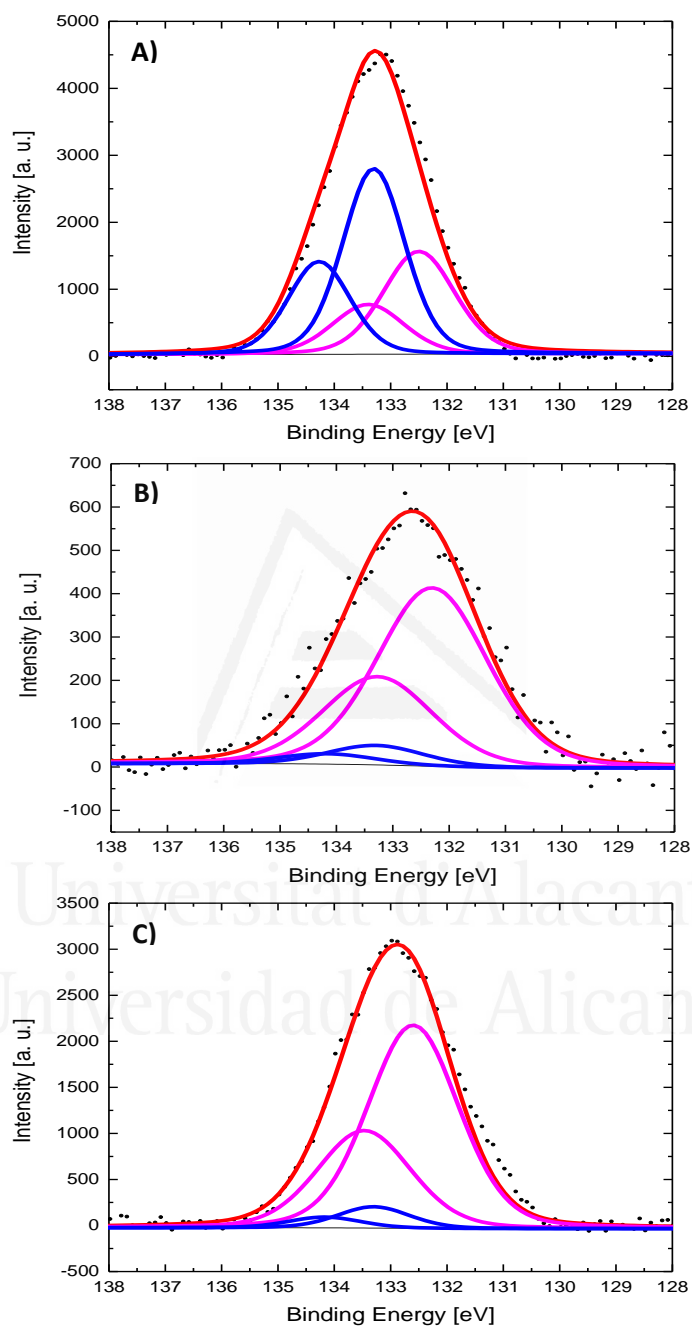 A)
5000
4000
3000
2000
1000
0
Intensity [a. u.]
138 137 136 135 134 133 132 131 130 129 128
Binding Energy [eV]
B)
700
600
500
400
300
200
100
0
-100
Intensity [a. u.]
138 137 136 135 134 133 132 131 130 129 128
Binding Energy [eV]
Universitat d'Alacant
Universidad de Alicante
C)
3500
3000
2500
2000
1500
1000
500
0
-500
Intensity [a. u.]
138 137 136 135 134 133 132 131 130 129 128
Binding Energy [eV]